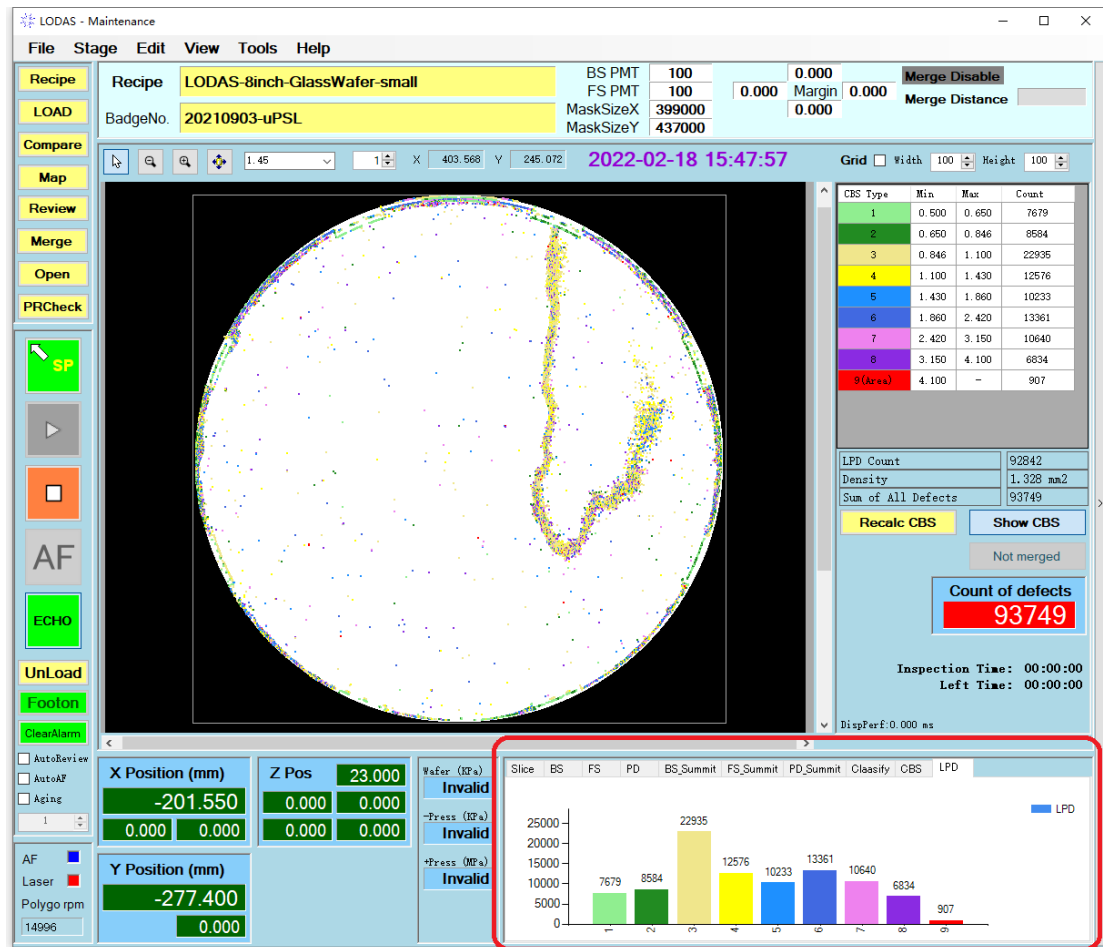 LODAS - Maintenance
File Stage Edit View Tools Help
Recipe
LOAD
Compare
Map
Review
Merge
Open
PRCheck
SP
AF
ECHO
UnLoad
Footon
ClearAlarm
AutoReview
AutoAF
Aging
1
AF
Laser
Polygo rpm
14996
Recipe LODAS-8inch-GlassWafer-small
BadgeNo. 20210903-uPSL
BS PMT 100
FS PMT 100
MaskSizeX 399000
MaskSizeY 437000
0.000
0.000 Margin 0.000
0.000
Merge Disable
Merge Distance
1.45 1 X 403.568 Y 245.072 2022-02-18 15:47:57 Grid Width 100 Height 100
CBS Type Min Max Count
1 0.500 0.650 7679
2 0.650 0.846 8584
3 0.846 1.100 22935
4 1.100 1.430 12576
5 1.430 1.860 10233
6 1.860 2.420 13361
7 2.420 3.150 10640
8 3.150 4.100 6834
9(Area) 4.100 - 907
LPD Count 92842
Density 1.328 mm2
Sum of All Defects 93749
Recalc CBS Show CBS
Not merged
Count of defects
93749
Inspection Time: 00:00:00
Left Time: 00:00:00
DispPerf:0.000 ms
X Position (mm)
-201.550
0.000 0.000
Y Position (mm)
-277.400
0.000
Z Pos 23.000
0.000 0.000
0.000 0.000
Wafer (KPa)
Invalid
-Press (KPa)
Invalid
+Press (MPa)
Invalid
Slice BS FS PD BS_Summit FS_Summit PD_Summit Claasify CBS LPD
LPD
25000
20000
15000
10000
5000
0
7679 8584 22935 12576 10233 13361 10640 6834 907
1 2 3 4 5 6 7 8 9